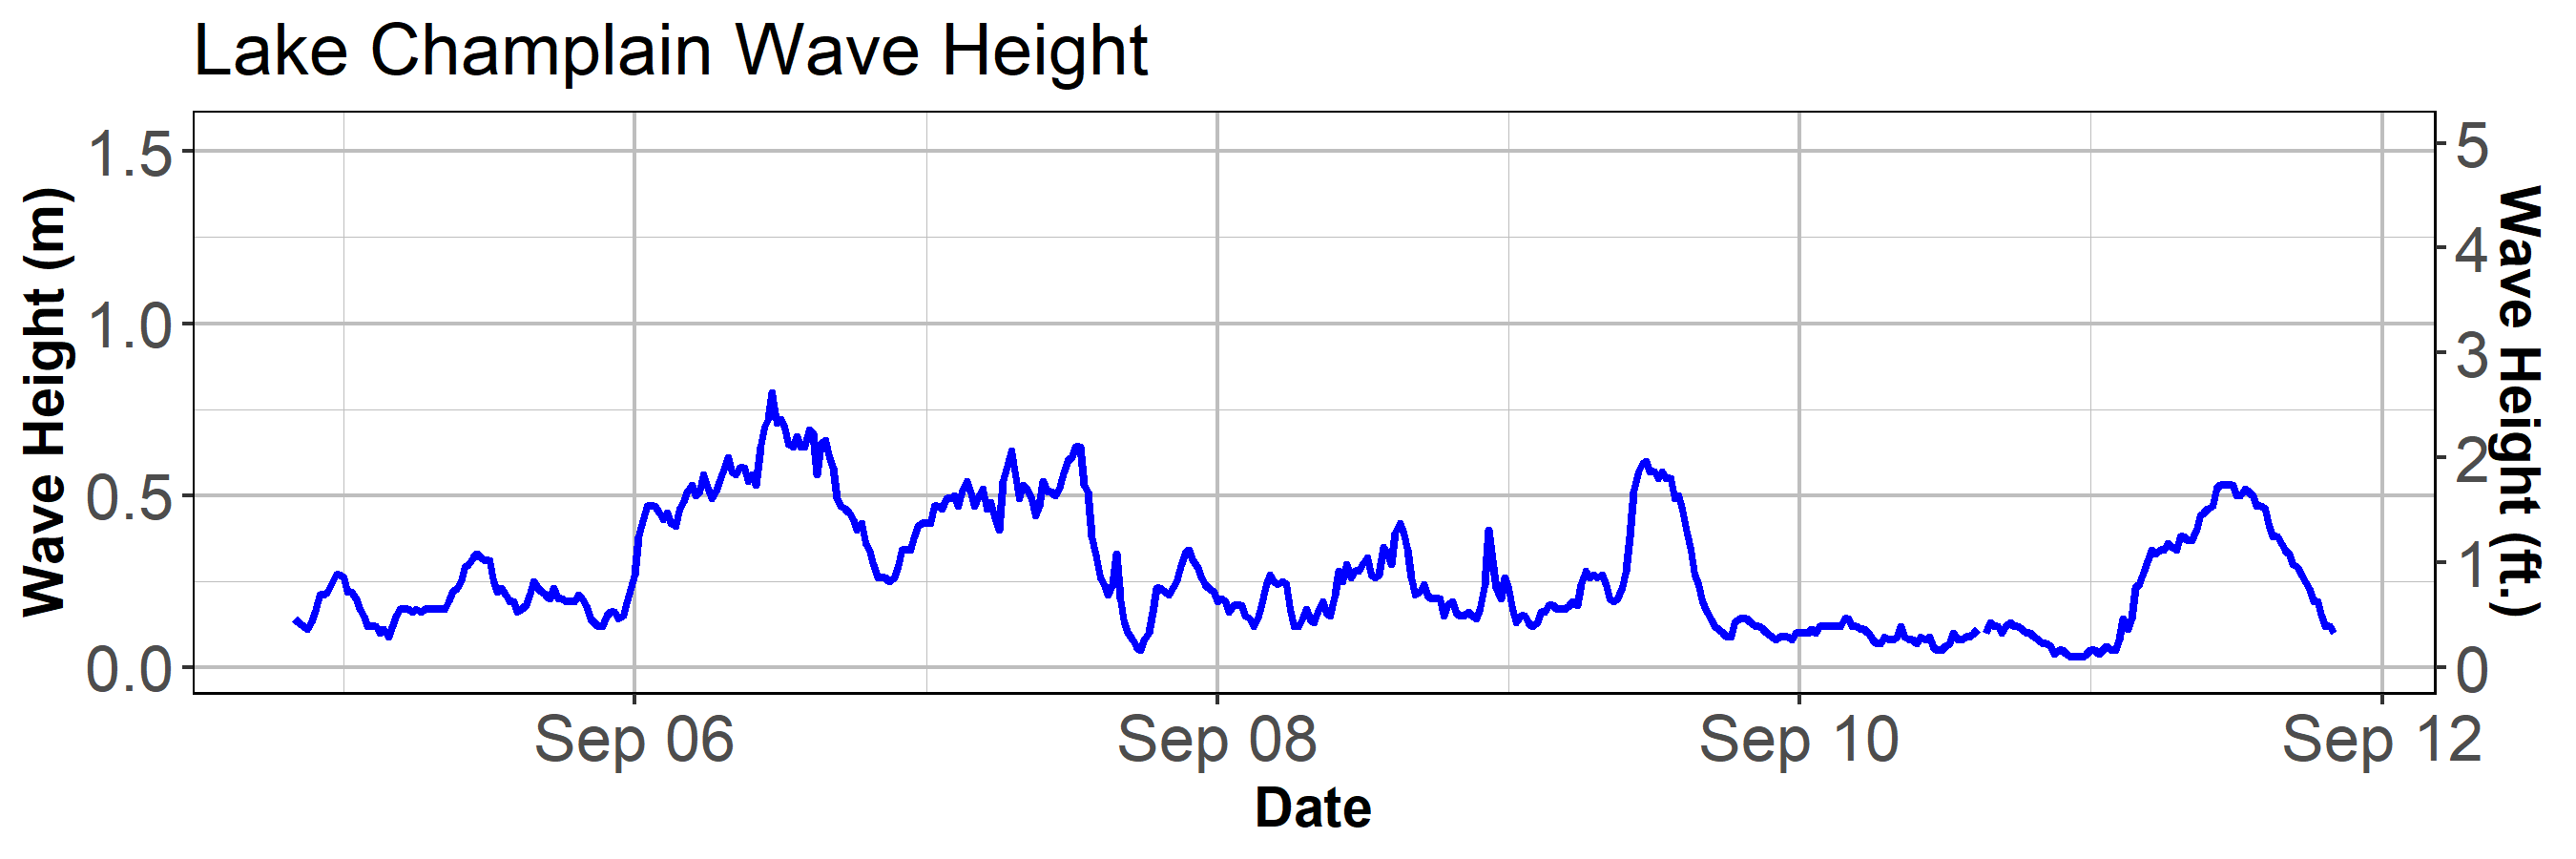 Lake Champlain Wave Height
Wave Height (m)
1.5
1.0
0.5
0.0
5
4
3
2
1
0
Wave Height (ft.)
Sep 06
Sep 08
Sep 10
Sep 12
Date